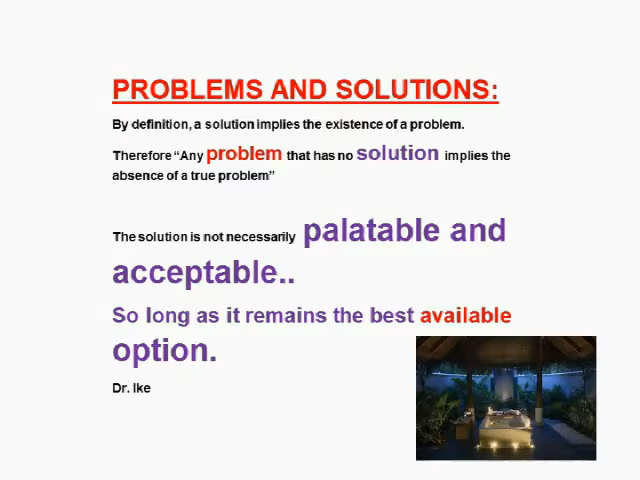 PROBLEMS AND SOLUTIONS:
By definition, a solution implies the existence of a problem.
Therefore “Any problem that has no solution implies the
absence of a true problem”
The solution is not necessarily palatable and
acceptable..
So long as it remains the best available
option.
Dr. Ike